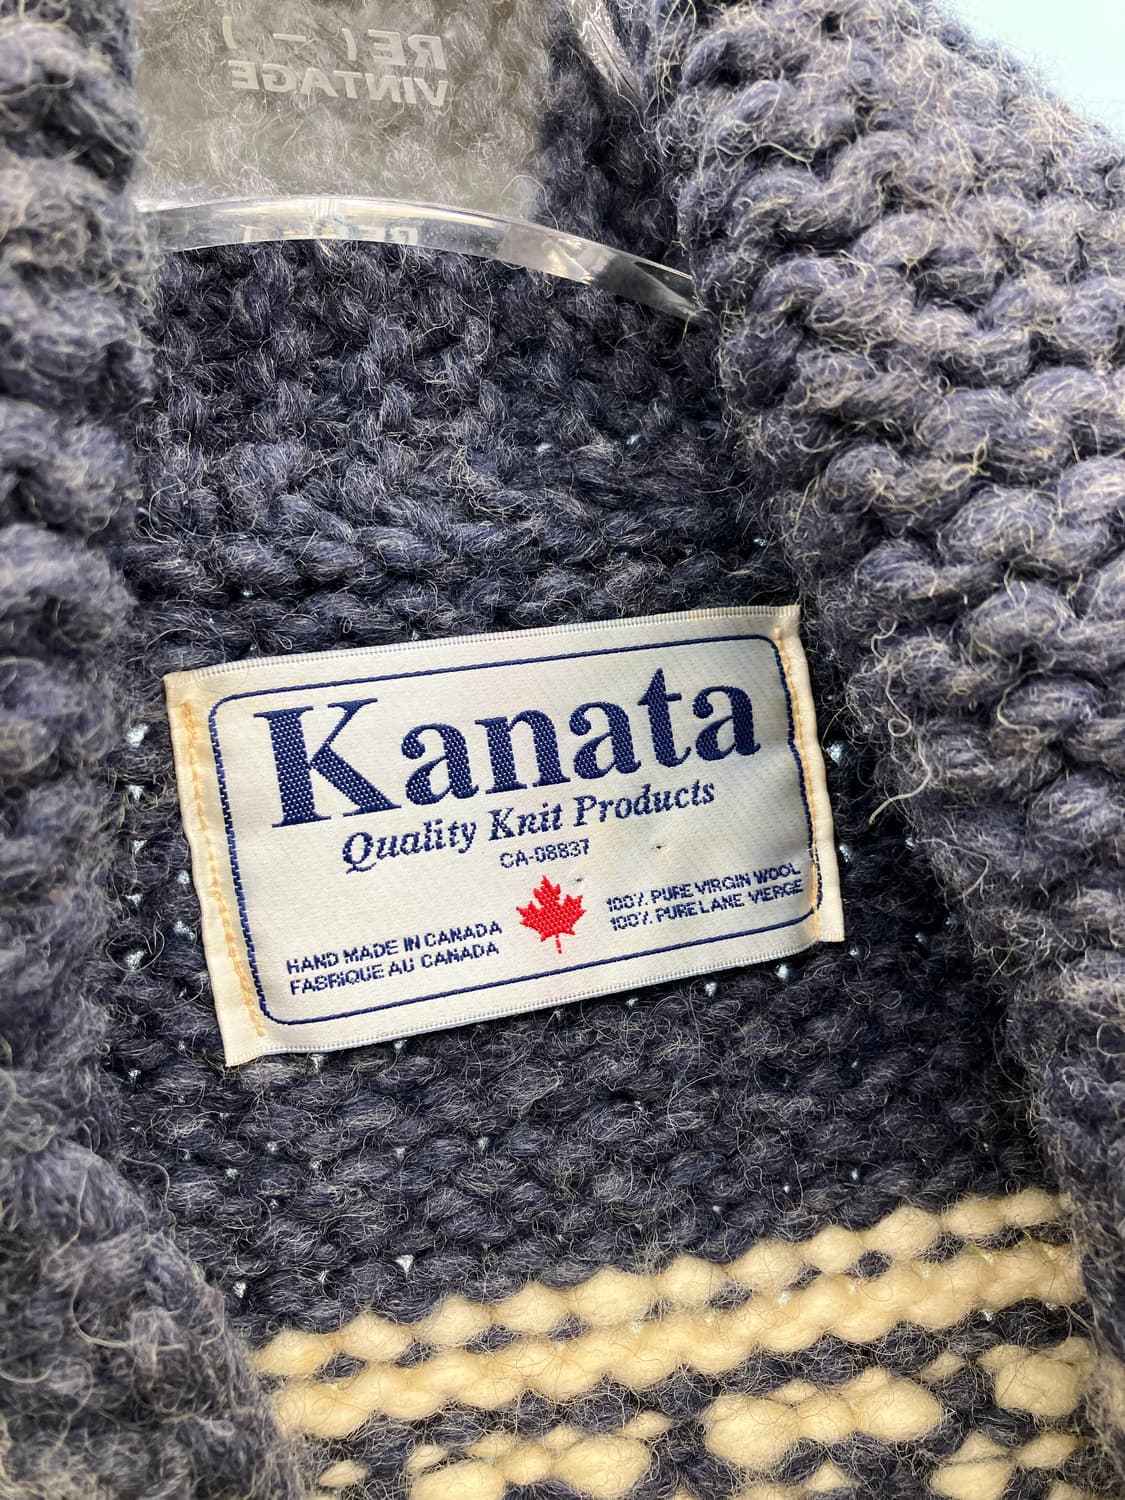 RE( – )
VINTAGE
Kanata
Quality Knit Products
CA-08837
HAND MADE IN CANADA
FABRIQUE AU CANADA
100% PURE VIRGIN WOOL
100% PURE LANE VIERGE